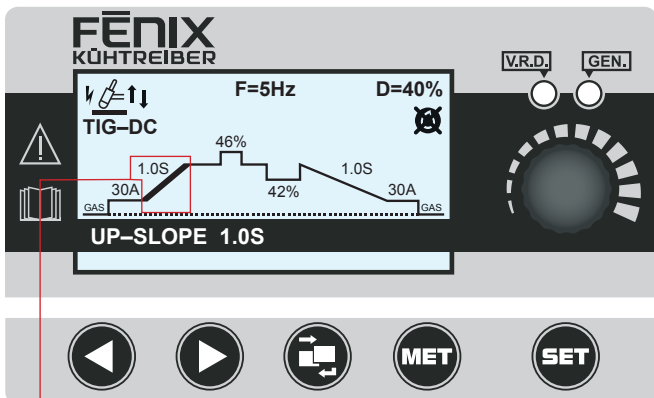 FĒNIX
KÜHTREIBER
V.R.D.
GEN.
F=5Hz
D=40%
TIG–DC
46%
1.0S
1.0S
42%
30A
30A
GAS
GAS
UP–SLOPE 1.0S
MET
SET